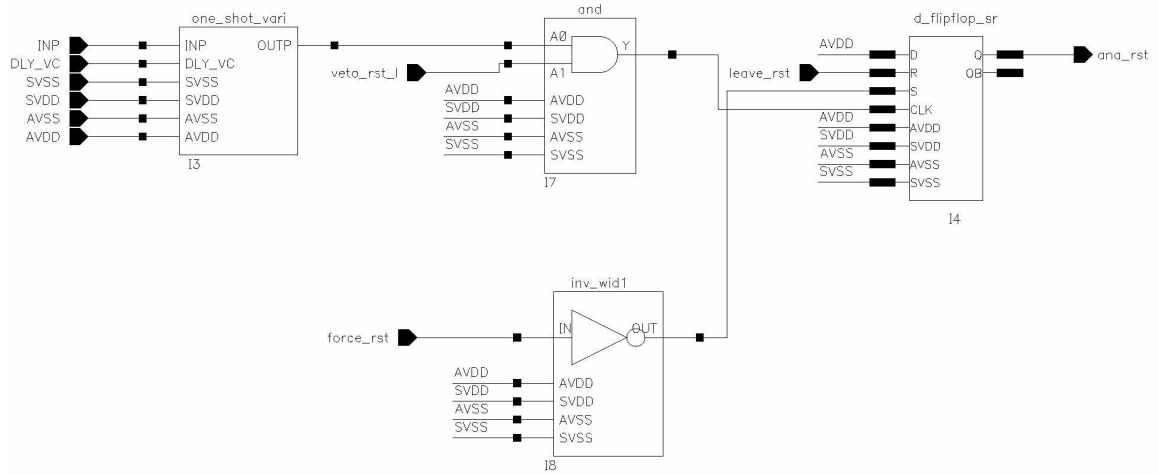 one_shot_vari
INP
DLY_VC
SVSS
SVDD
AVSS
AVDD
INP
DLY_VC
SVSS
SVDD
AVSS
AVDD
OUTP
I3
and
A0
A1
Y
veto_rst_l
AVDD
SVDD
AVSS
SVSS
AVDD
SVDD
AVSS
SVSS
I7
d_flipflop_sr
AVDD
leave_rst
AVDD
SVDD
AVSS
SVSS
D
R
S
CLK
AVDD
SVDD
AVSS
SVSS
Q
QB
ana_rst
I4
inv_wid1
force_rst
IN
OUT
AVDD
SVDD
AVSS
SVSS
AVDD
SVDD
AVSS
SVSS
I8